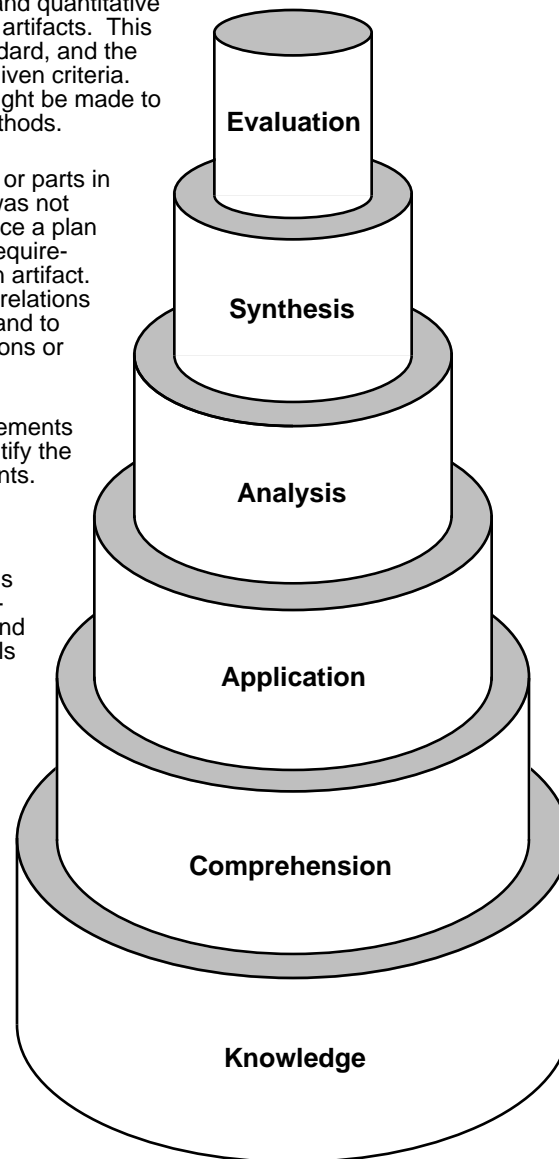 and quantitative
artifacts. This
dard, and the
iven criteria.
ght be made to
thods.
Evaluation
or parts in
was not
ce a plan
equire-
n artifact.
relations
and to
ons or
Synthesis
ements
tify the
nts.
Analysis
s
-
nd
ls
Application
Comprehension
Knowledge